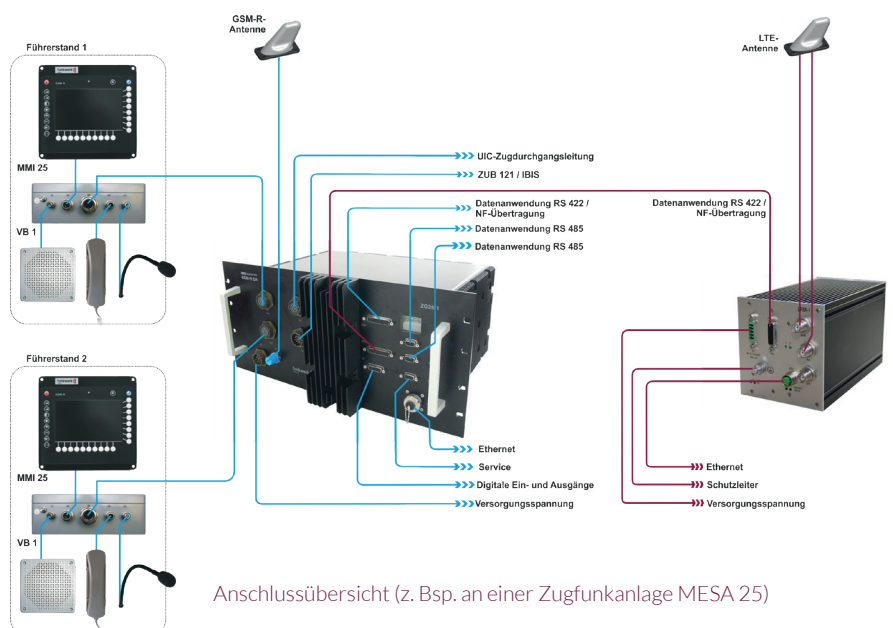 GSM-R-
Antenne
LTE-
Antenne
Führerstand 1
MMI 25
VB 1
UIC-Zugdurchgangsleitung
ZUB 121 / IBIS
Datenanwendung RS 422 /
NF-Übertragung
Datenanwendung RS 485
Datenanwendung RS 485
Datenanwendung RS 422 /
NF-Übertragung
Führerstand 2
MMI 25
VB 1
Ethernet
Service
Digitale Ein- und Ausgänge
Versorgungsspannung
Ethernet
Schutzleiter
Versorgungsspannung
Anschlussübersicht (z. Bsp. an einer Zugfunkanlage MESA 25)